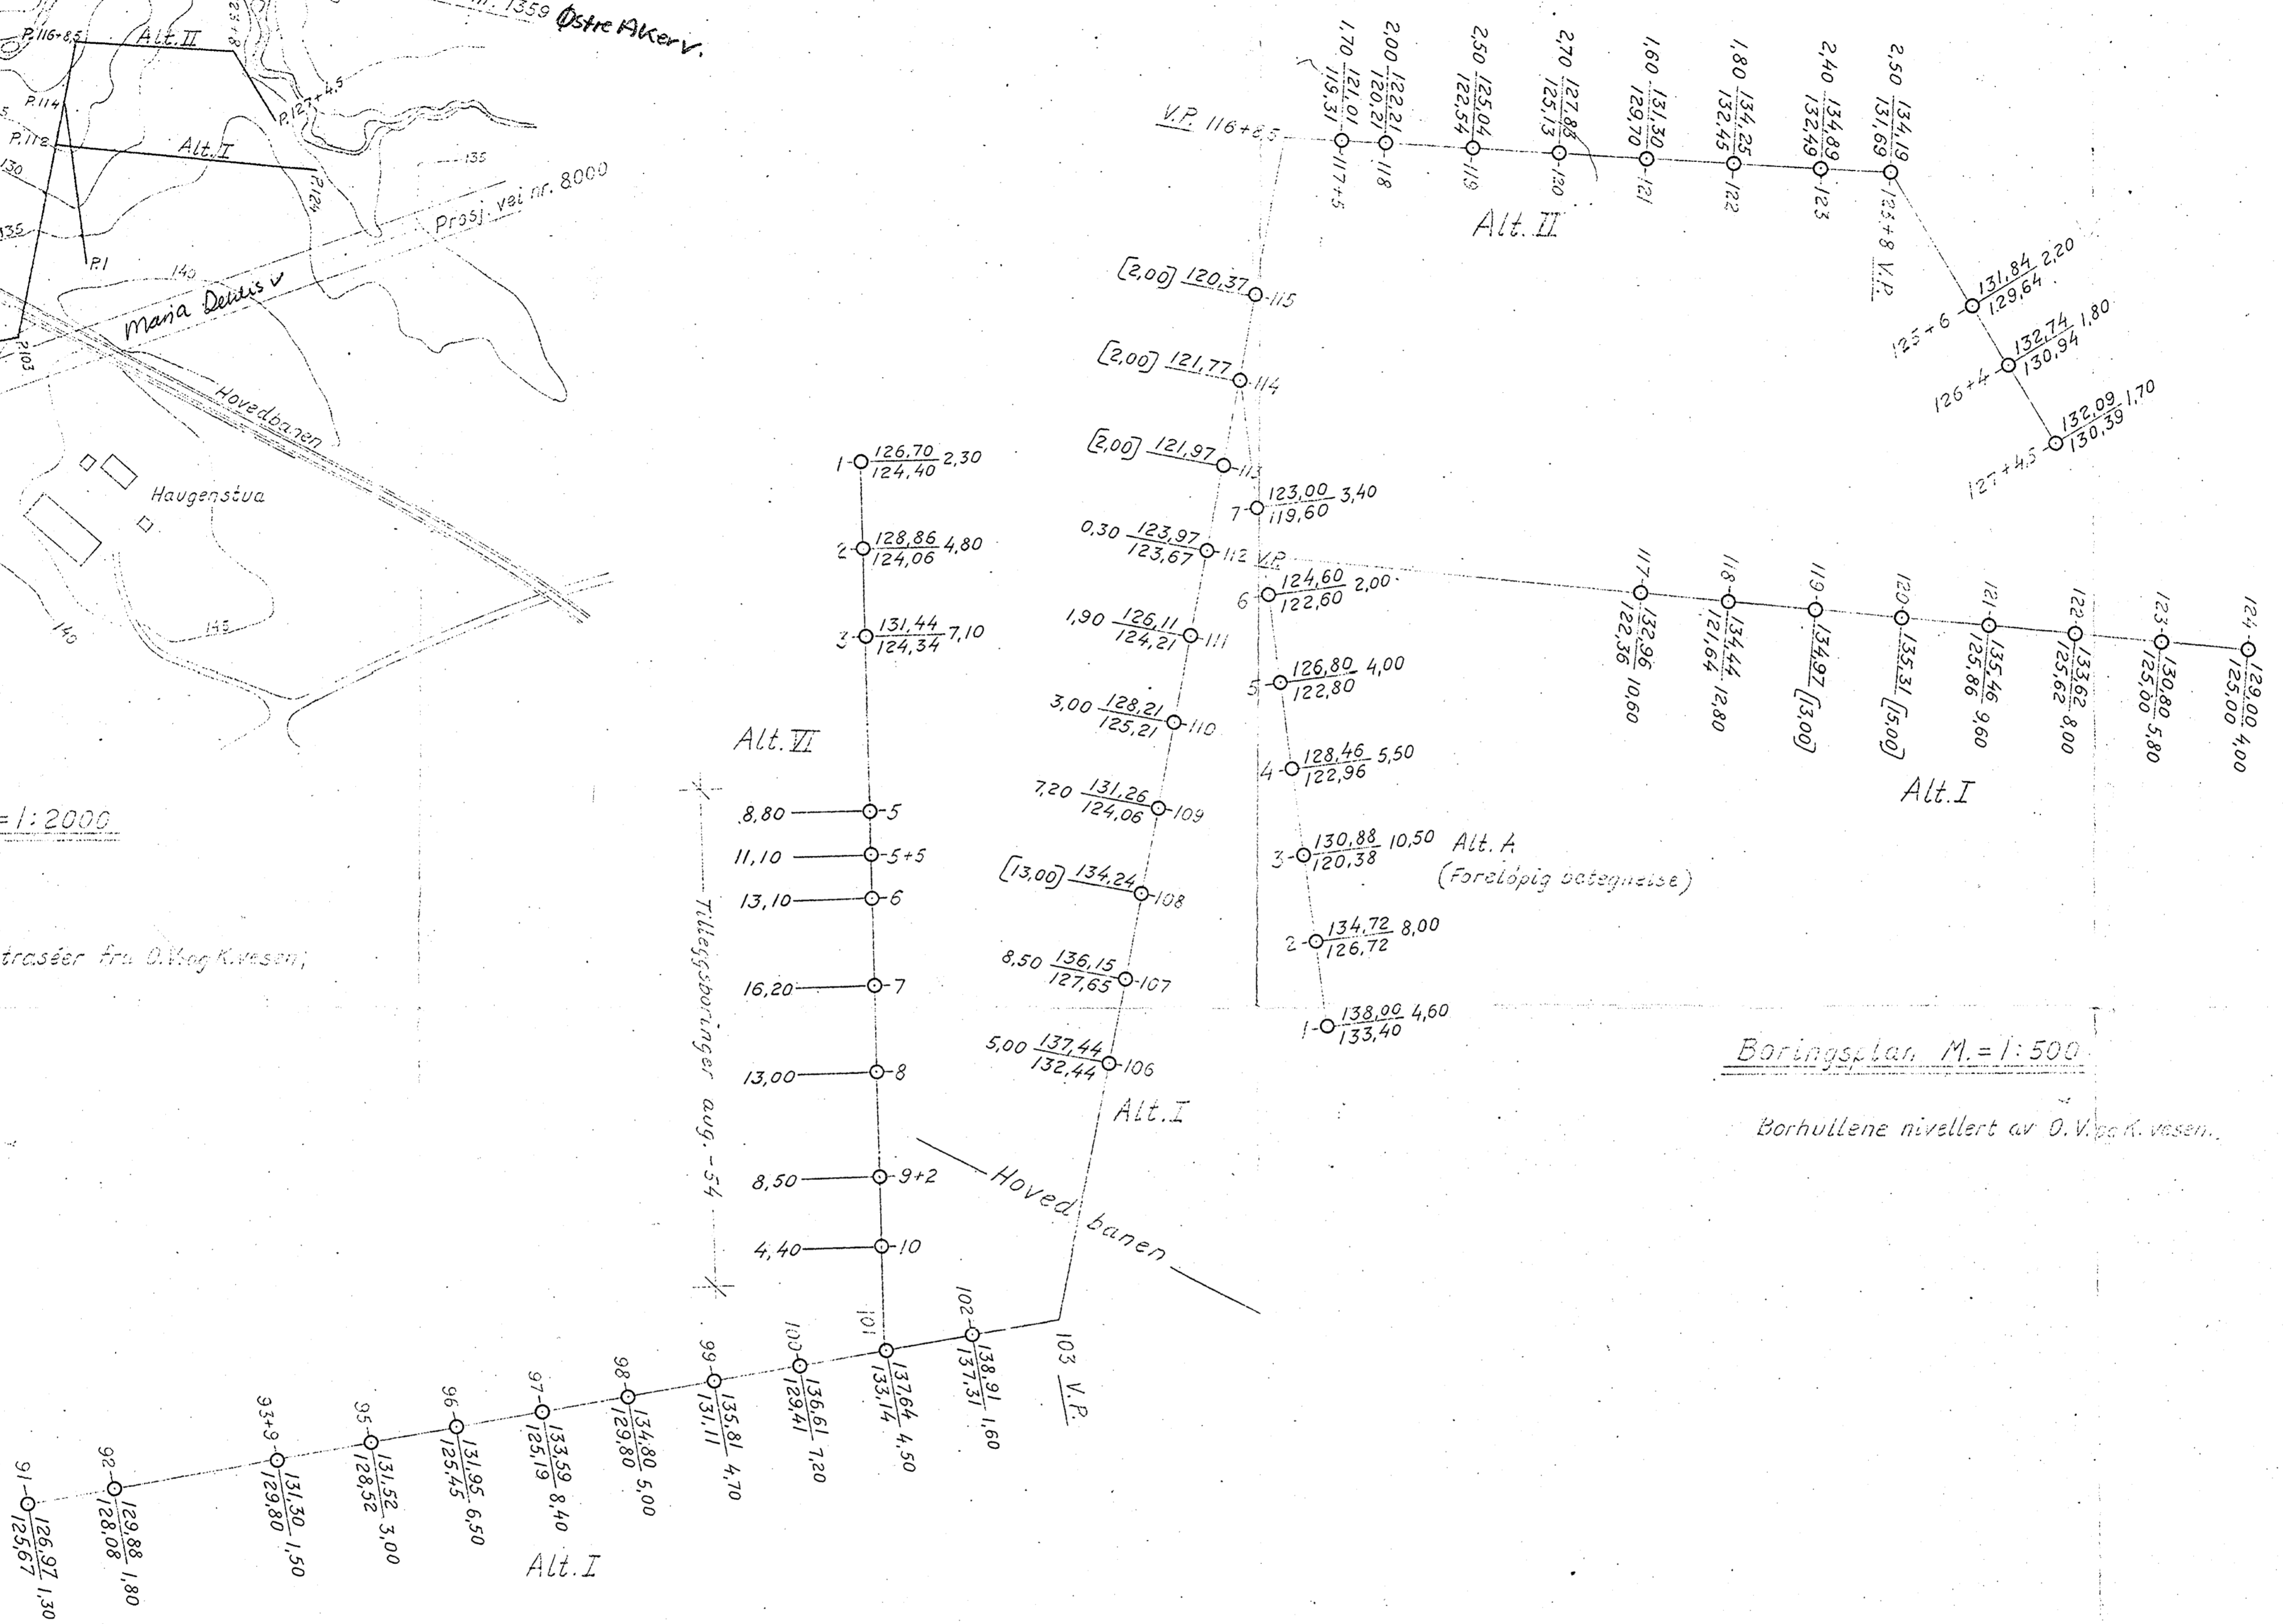 nr. 1359 Østre Aker v.
P.116+8,5
Alt. II
P.127+4,5
P.114
P.112
Alt. I
P.124
130
135
135
P.1
Prosj. vei nr. 8000
140
Maria Dehlis v
P.103
Hovedbanen
Haugenstua
140
145
=1:2000
traséer fra O.V. og K.vesen;
V.P. 116+8,5
1,70 121,01 119,31 117+5
2,00 122,21 120,21 118
2,50 125,04 122,54 119
2,70 127,83 125,13 120
1,60 131,30 129,70 121
1,80 134,25 132,45 122
2,40 134,89 132,49 123
2,50 134,19 131,69 123+8 V.P.
Alt. II
125+6 131,84 129,64 2,20
126+4 132,74 130,94 1,80
127+4,5 132,09 130,39 1,70
[2,00] 120,37 115
[2,00] 121,77 114
[2,00] 121,97 113
0,30 123,97 123,67 112 V.P.
1,90 126,11 124,21 111
3,00 128,21 125,21 110
7,20 131,26 124,06 109
[13,00] 134,24 108
8,50 136,15 127,65 107
5,00 137,44 132,44 106
Alt. I
7 123,00 119,60 3,40
6 124,60 122,60 2,00
5 126,80 122,80 4,00
4 128,46 122,96 5,50
3 130,88 120,38 10,50
Alt. A
(Foreløpig betegnelse)
2 134,72 126,72 8,00
1 138,00 133,40 4,60
117 132,96 122,36 10,60
118 134,44 121,64 12,80
119 134,97 [13,00]
120 135,31 [15,00]
121 135,46 125,86 9,60
122 133,62 125,62 8,00
123 130,80 125,00 5,80
124 129,00 125,00 4,00
Alt. I
1 126,70 124,40 2,30
2 128,86 124,06 4,80
3 131,44 124,34 7,10
Alt. VI
8,80 5
11,10 5+5
13,10 6
16,20 7
13,00 8
8,50 9+2
4,40 10
Tilleggsboringer aug. -54
Hovedbanen
Boringsplan M.=1:500
Borhullene nivellert av O.V. og K. vesen.
91 126,97 125,67 1,30
92 129,88 128,08 1,80
93+9 131,30 129,80 1,50
95 131,52 128,52 3,00
96 131,95 125,45 6,50
97 133,59 125,19 8,40
98 134,80 129,80 5,00
99 135,81 131,11 4,70
100 136,61 129,41 7,20
101 137,64 133,14 4,50
102 138,91 137,31 1,60
103 V.P.
Alt. I